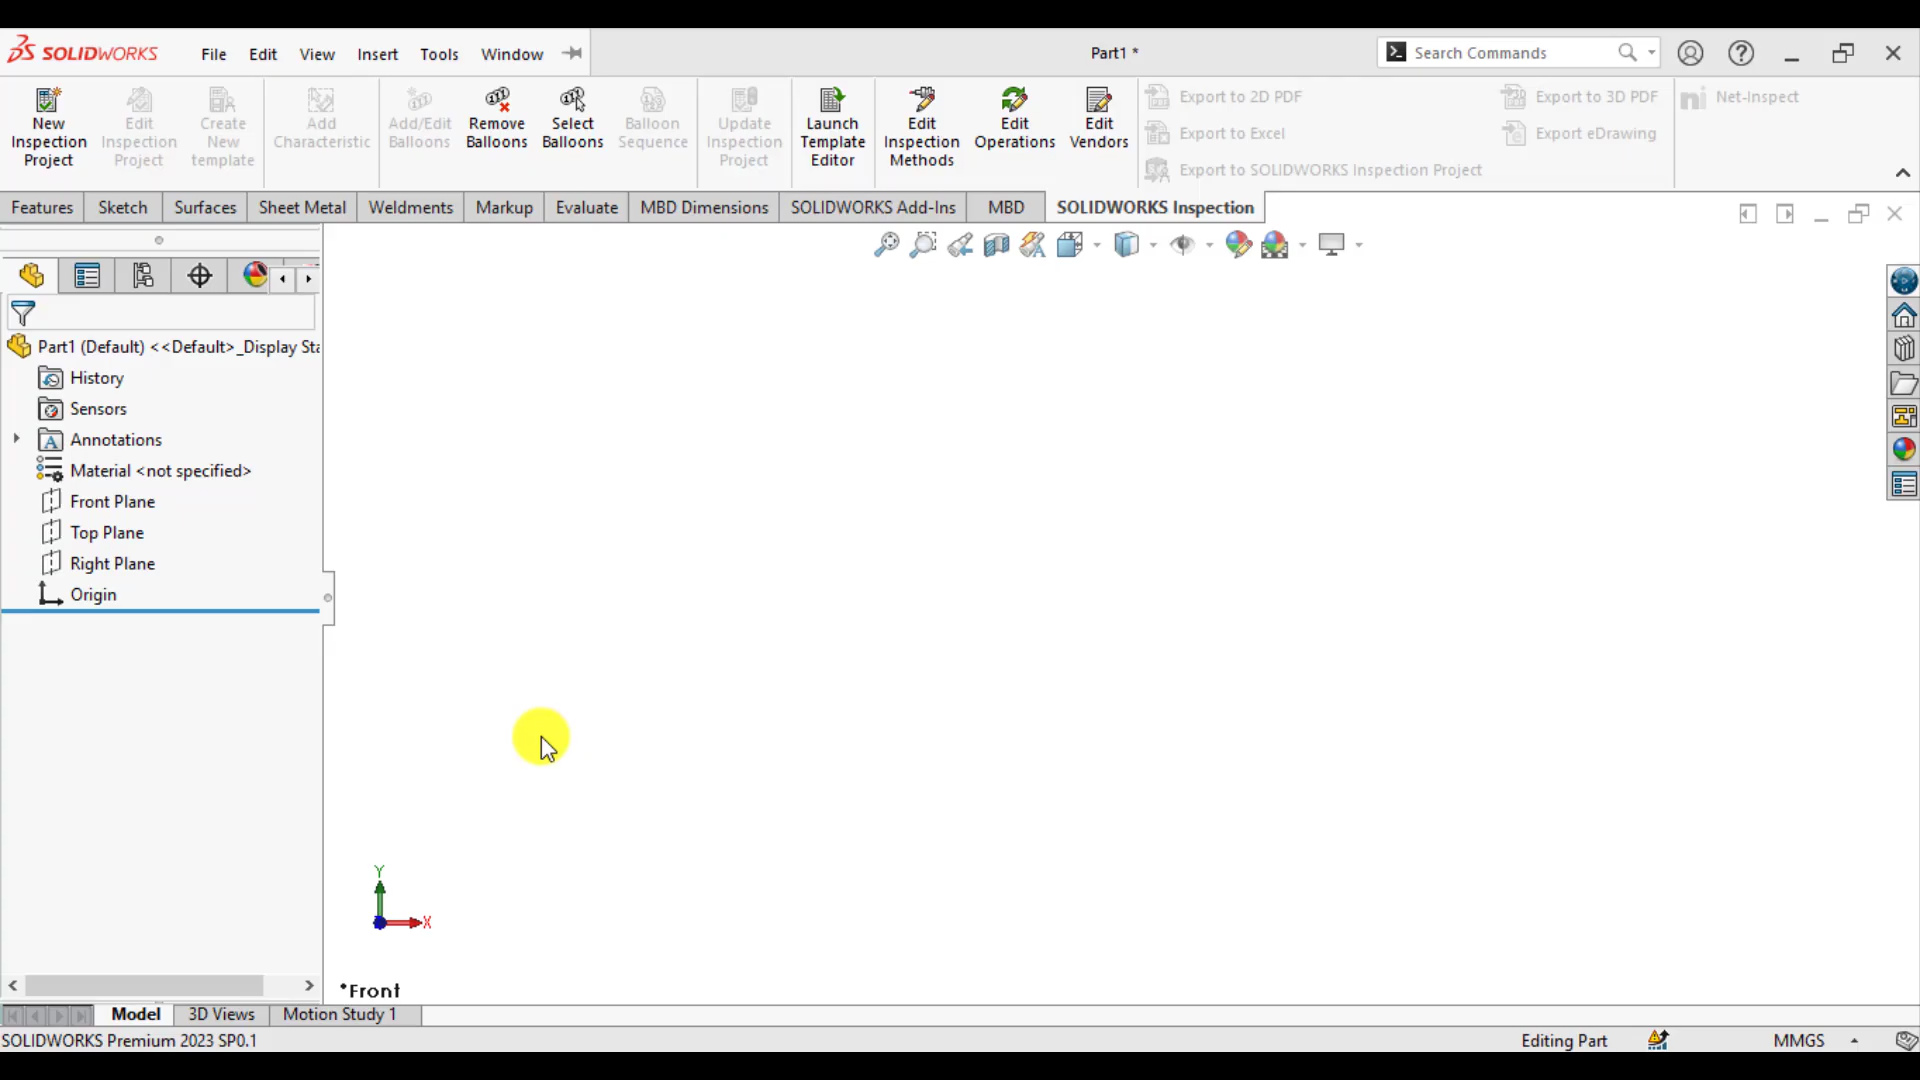 SOLIDWORKS File Edit View Insert Tools Window Part1 * Search Commands
New Inspection Project
Edit Inspection Project
Create New template
Add Characteristic
Add/Edit Balloons
Remove Balloons
Select Balloons
Balloon Sequence
Update Inspection Project
Launch Template Editor
Edit Inspection Methods
Edit Operations
Edit Vendors
Export to 2D PDF
Export to Excel
Export to SOLIDWORKS Inspection Project
Export to 3D PDF
Export eDrawing
Net-Inspect
Features Sketch Surfaces Sheet Metal Weldments Markup Evaluate MBD Dimensions SOLIDWORKS Add-Ins MBD SOLIDWORKS Inspection
Part1 (Default) <<Default>_Display Sta
History
Sensors
Annotations
Material <not specified>
Front Plane
Top Plane
Right Plane
Origin
Y
X
*Front
Model 3D Views Motion Study 1
SOLIDWORKS Premium 2023 SP0.1 Editing Part MMGS